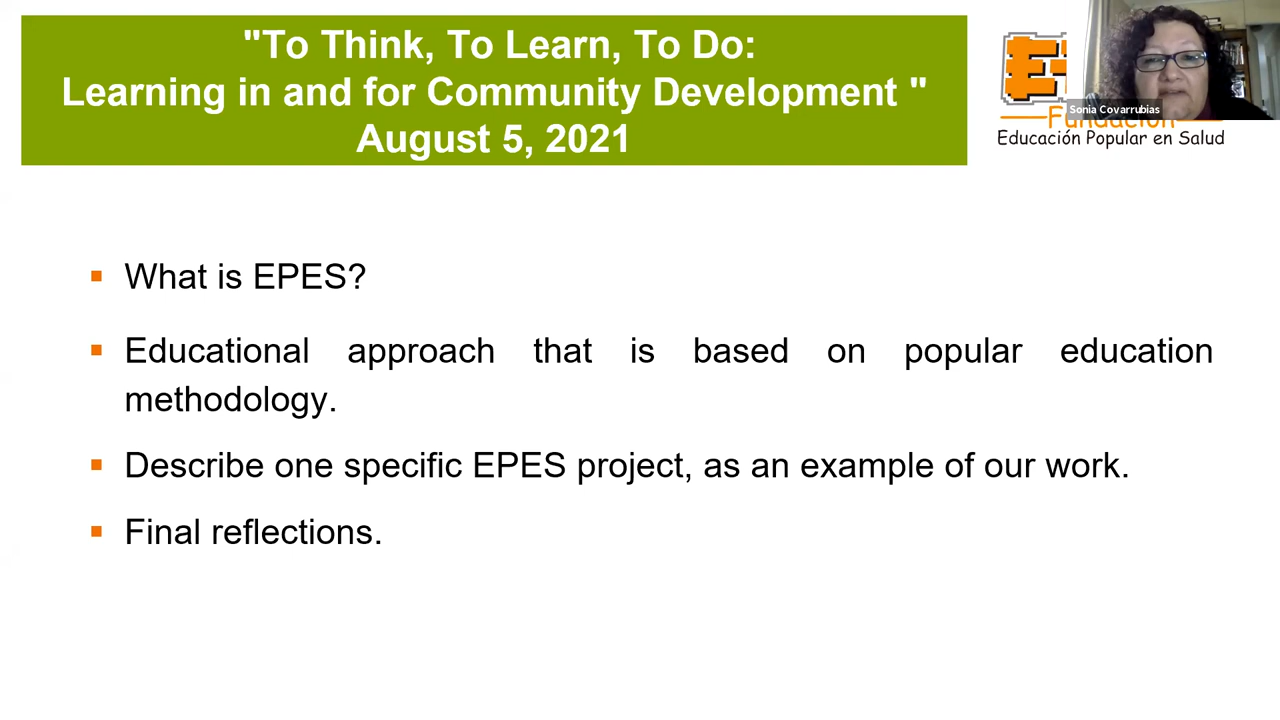 "To Think, To Learn, To Do:
Learning in and for Community Development "
August 5, 2021
Sonia Covarrubias
Fundación
Educación Popular en Salud
▪ What is EPES?
▪ Educational approach that is based on popular education
methodology.
▪ Describe one specific EPES project, as an example of our work.
▪ Final reflections.